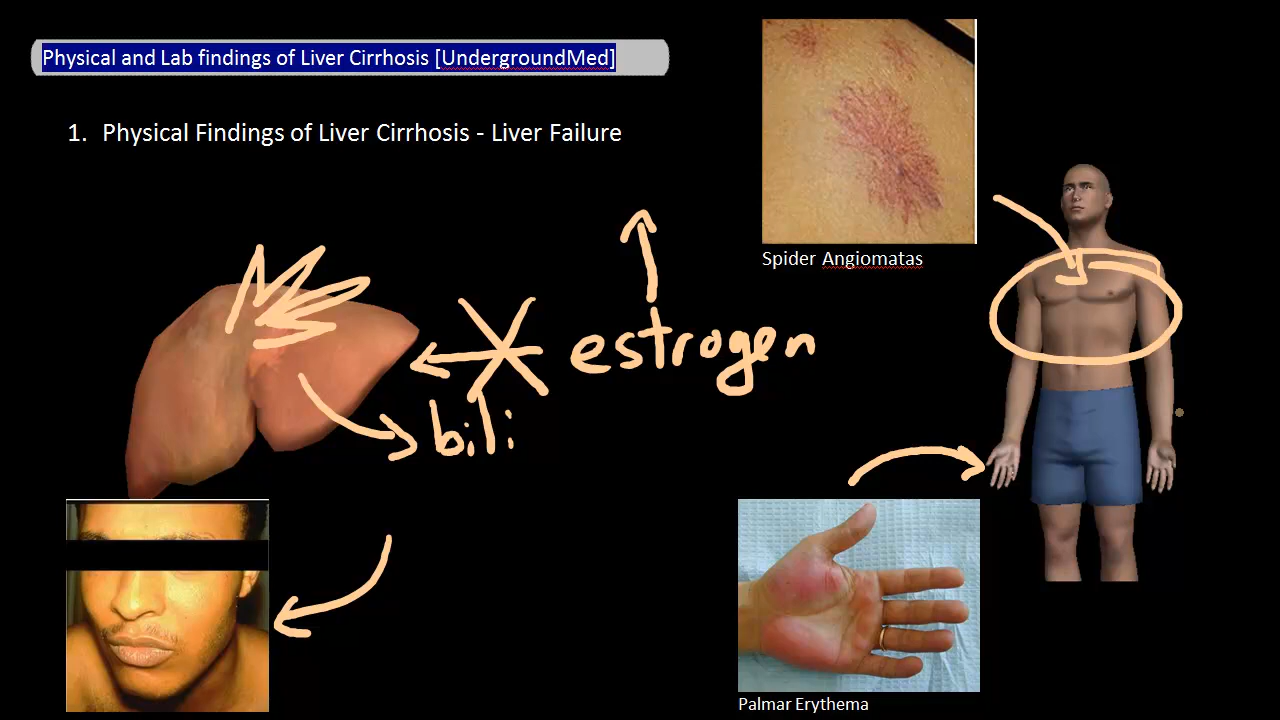 Physical and Lab findings of Liver Cirrhosis [UndergroundMed]
1. Physical Findings of Liver Cirrhosis - Liver Failure
Spider Angiomatas
estrogen
bili
Palmar Erythema